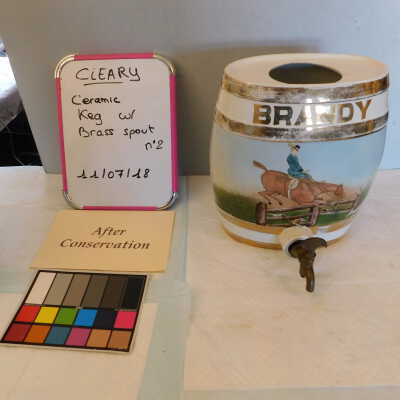 CLEARY
Ceramic
Keg w/
Brass spout
n°2
11/07/18
After
Conservation
BRANDY